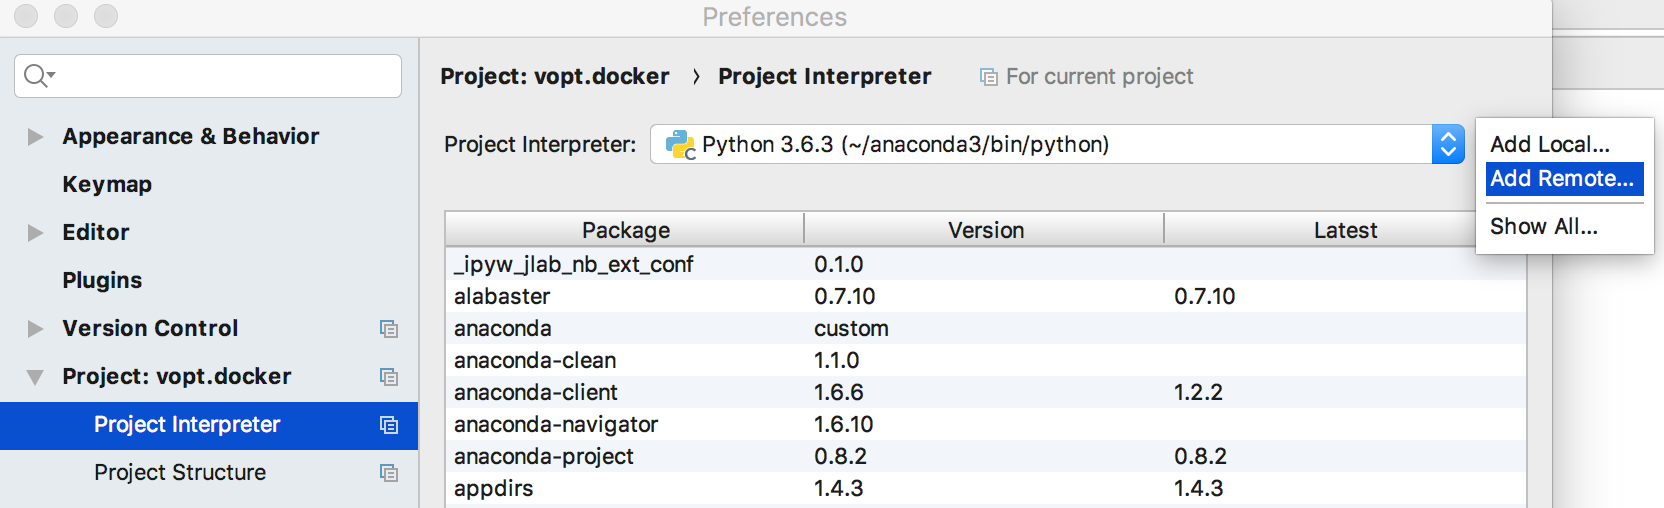 Preferences
Appearance & Behavior
Keymap
Editor
Plugins
Version Control
Project: vopt.docker
Project Interpreter
Project Structure
Project: vopt.docker › Project Interpreter For current project
Project Interpreter: Python 3.6.3 (~/anaconda3/bin/python)
Add Local...
Add Remote...
Show All...
Package Version Latest
_ipyw_jlab_nb_ext_conf 0.1.0
alabaster 0.7.10 0.7.10
anaconda custom
anaconda-clean 1.1.0
anaconda-client 1.6.6 1.2.2
anaconda-navigator 1.6.10
anaconda-project 0.8.2 0.8.2
appdirs 1.4.3 1.4.3